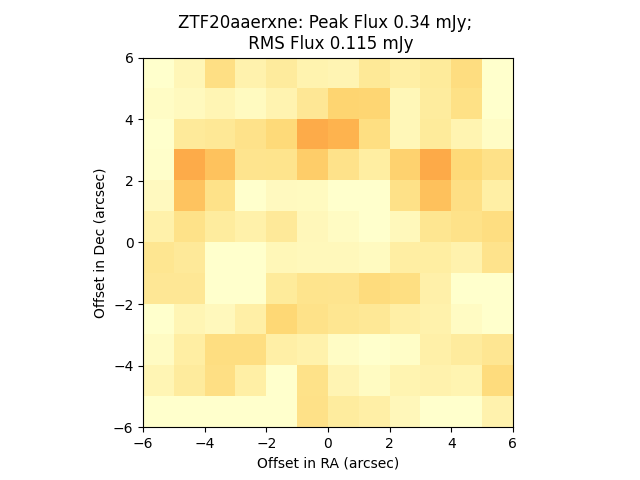 ZTF20aaerxne: Peak Flux 0.34 mJy;
RMS Flux 0.115 mJy
6
4
2
0
−2
−4
−6
Offset in Dec (arcsec)
−6 −4 −2 0 2 4 6
Offset in RA (arcsec)